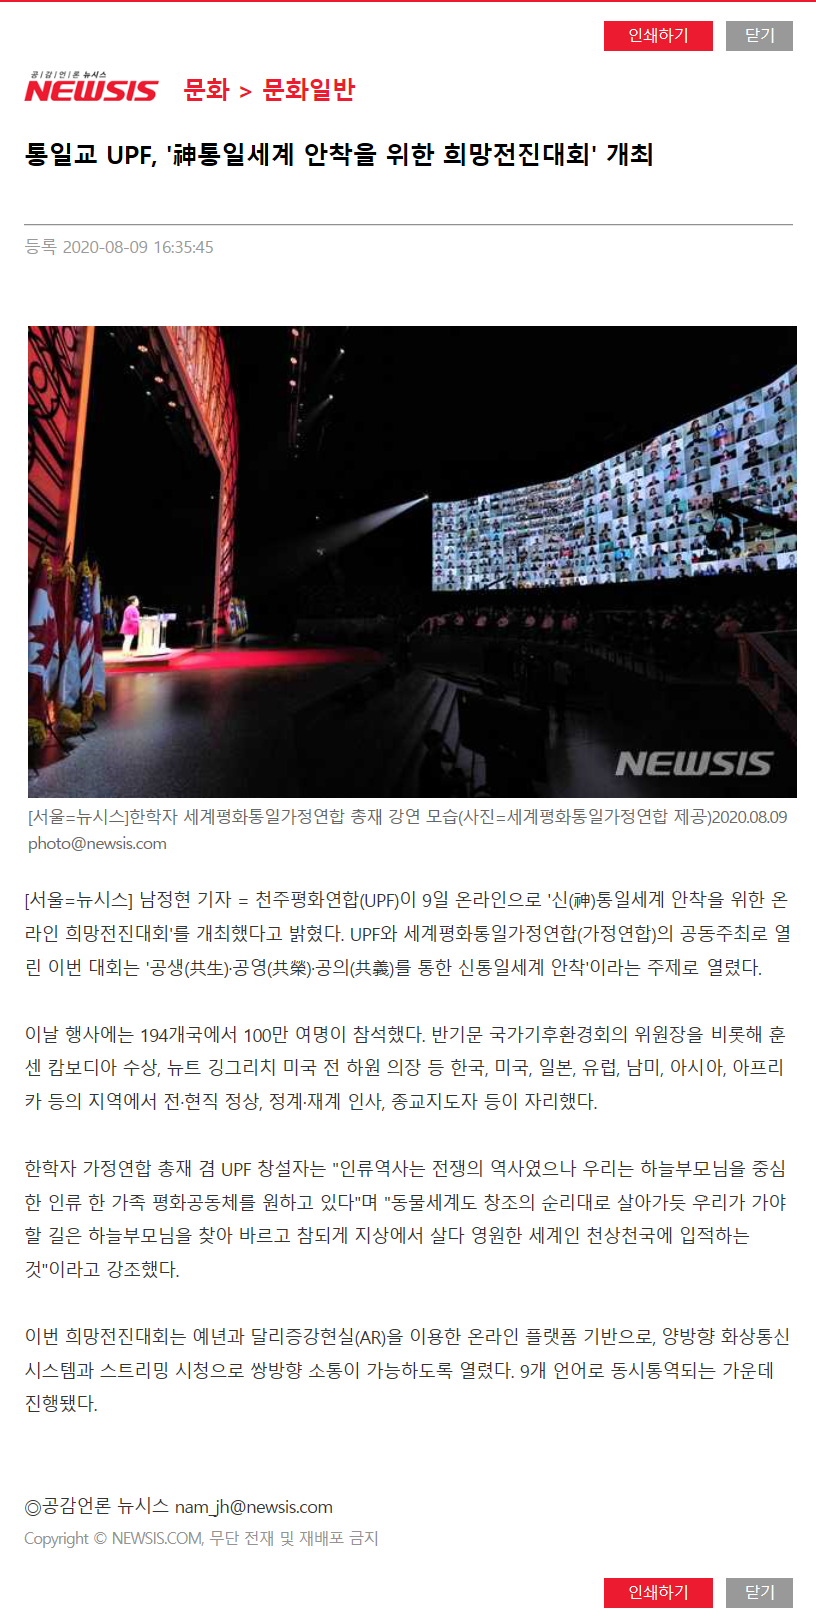 인쇄하기 닫기
공|감|언|론 뉴시스
NEWSIS 문화 > 문화일반
통일교 UPF, '神통일세계 안착을 위한 희망전진대회' 개최
등록 2020-08-09 16:35:45
NEWSIS
[서울=뉴시스]한학자 세계평화통일가정연합 총재 강연 모습(사진=세계평화통일가정연합 제공)2020.08.09
photo@newsis.com
[서울=뉴시스] 남정현 기자 = 천주평화연합(UPF)이 9일 온라인으로 '신(神)통일세계 안착을 위한 온
라인 희망전진대회'를 개최했다고 밝혔다. UPF와 세계평화통일가정연합(가정연합)의 공동주최로 열
린 이번 대회는 '공생(共生)·공영(共榮)·공의(共義)를 통한 신통일세계 안착'이라는 주제로 열렸다.
이날 행사에는 194개국에서 100만 여명이 참석했다. 반기문 국가기후환경회의 위원장을 비롯해 훈
센 캄보디아 수상, 뉴트 깅그리치 미국 전 하원 의장 등 한국, 미국, 일본, 유럽, 남미, 아시아, 아프리
카 등의 지역에서 전·현직 정상, 정계·재계 인사, 종교지도자 등이 자리했다.
한학자 가정연합 총재 겸 UPF 창설자는 "인류역사는 전쟁의 역사였으나 우리는 하늘부모님을 중심
한 인류 한 가족 평화공동체를 원하고 있다"며 "동물세계도 창조의 순리대로 살아가듯 우리가 가야
할 길은 하늘부모님을 찾아 바르고 참되게 지상에서 살다 영원한 세계인 천상천국에 입적하는
것"이라고 강조했다.
이번 희망전진대회는 예년과 달리증강현실(AR)을 이용한 온라인 플랫폼 기반으로, 양방향 화상통신
시스템과 스트리밍 시청으로 쌍방향 소통이 가능하도록 열렸다. 9개 언어로 동시통역되는 가운데
진행됐다.
◎공감언론 뉴시스 nam_jh@newsis.com
Copyright © NEWSIS.COM, 무단 전재 및 재배포 금지
인쇄하기 닫기